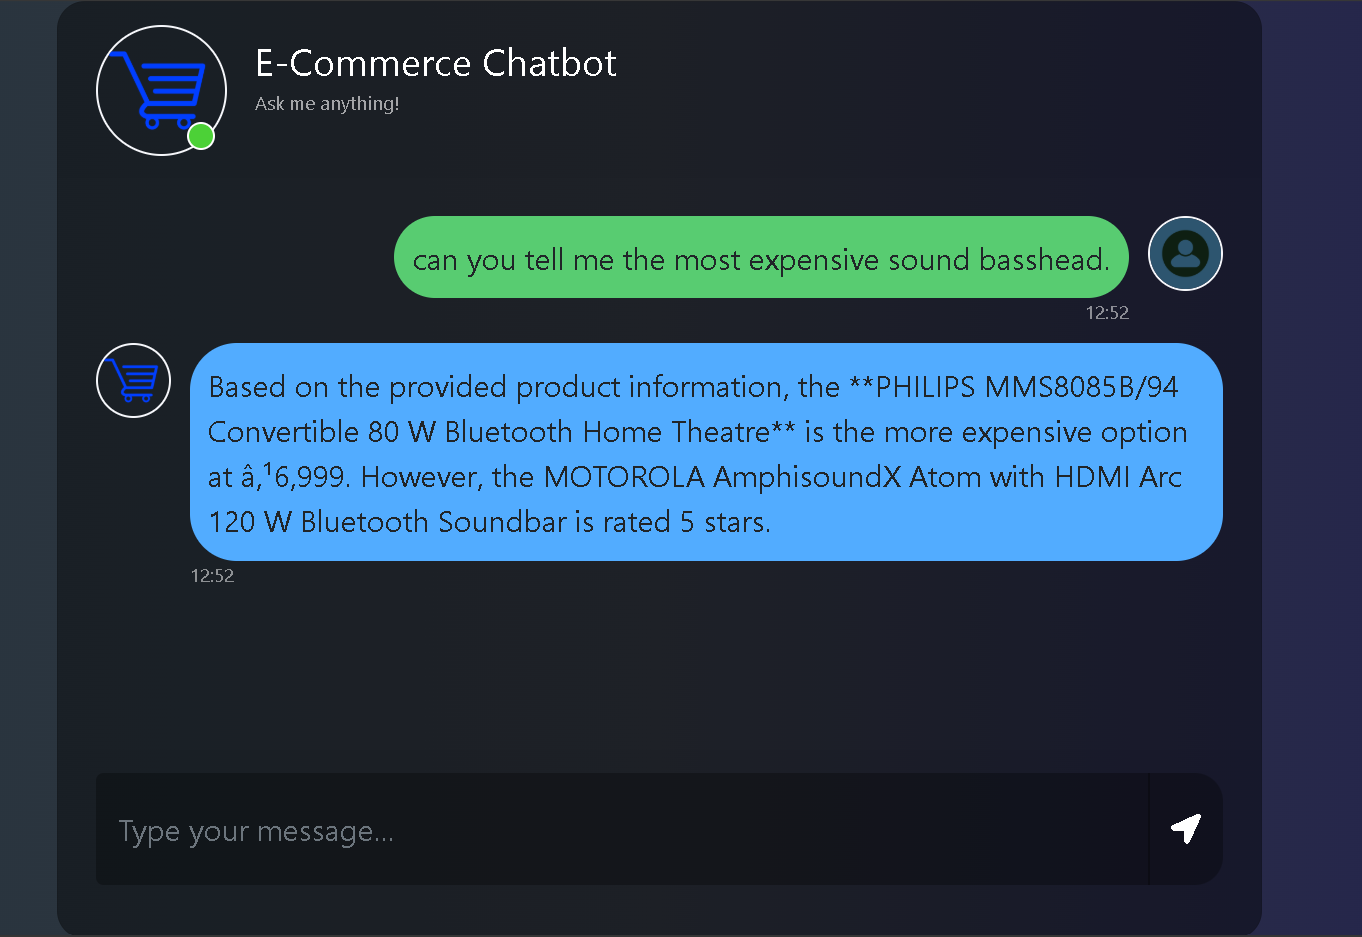 E-Commerce Chatbot
Ask me anything!
can you tell me the most expensive sound basshead.
12:52
Based on the provided product information, the **PHILIPS MMS8085B/94
Convertible 80 W Bluetooth Home Theatre** is the more expensive option
at â‚¹6,999. However, the MOTOROLA AmphisoundX Atom with HDMI Arc
120 W Bluetooth Soundbar is rated 5 stars.
12:52
Type your message...